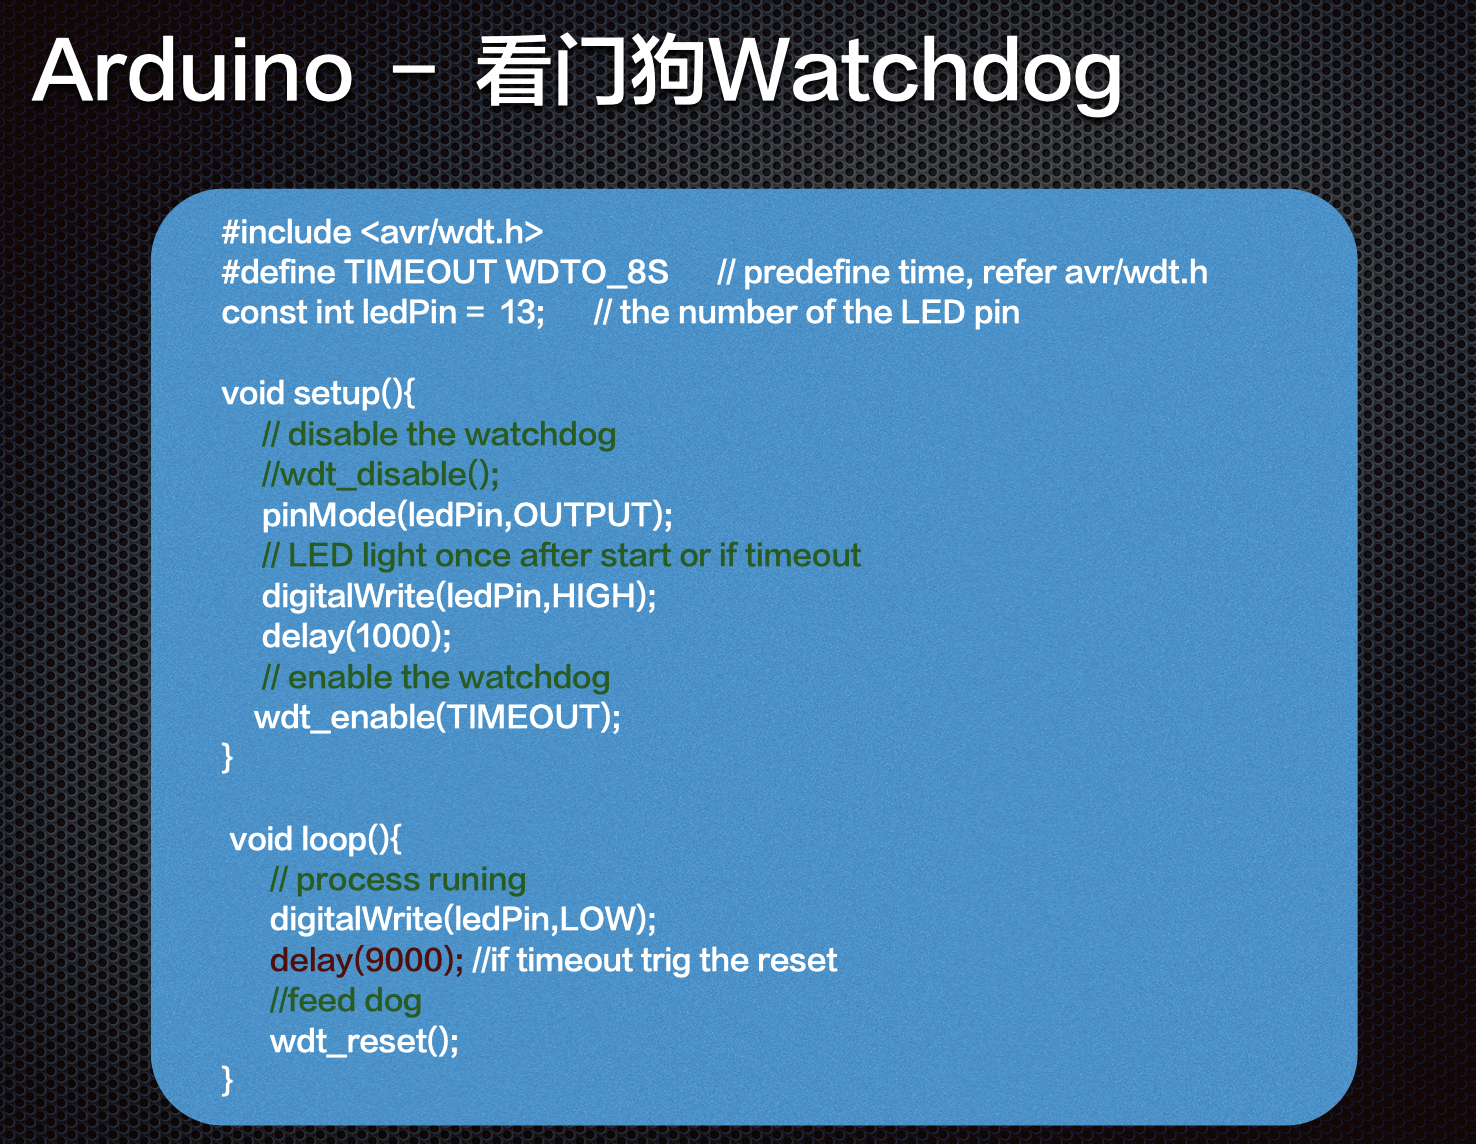 Arduino - 看门狗Watchdog
#include <avr/wdt.h>
#define TIMEOUT WDTO_8S // predefine time, refer avr/wdt.h
const int ledPin = 13; // the number of the LED pin
void setup(){
// disable the watchdog
//wdt_disable();
pinMode(ledPin,OUTPUT);
// LED light once after start or if timeout
digitalWrite(ledPin,HIGH);
delay(1000);
// enable the watchdog
wdt_enable(TIMEOUT);
}
void loop(){
// process runing
digitalWrite(ledPin,LOW);
delay(9000); //if timeout trig the reset
//feed dog
wdt_reset();
}